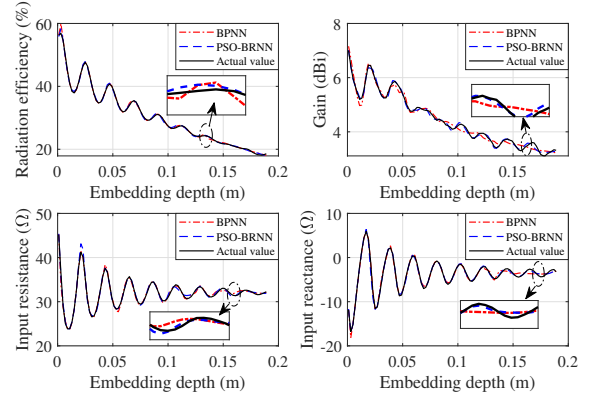 Radiation efficiency (%)
60
40
20
0
0.05
0.1
0.15
0.2
Embedding depth (m)
BPNN
PSO-BRNN
Actual value
Gain (dBi)
8
6
4
0
0.05
0.1
0.15
0.2
Embedding depth (m)
BPNN
PSO-BRNN
Actual value
Input resistance (Ω)
50
40
30
20
0
0.05
0.1
0.15
0.2
Embedding depth (m)
BPNN
PSO-BRNN
Actual value
Input reactance (Ω)
10
0
-10
-20
0
0.05
0.1
0.15
0.2
Embedding depth (m)
BPNN
PSO-BRNN
Actual value